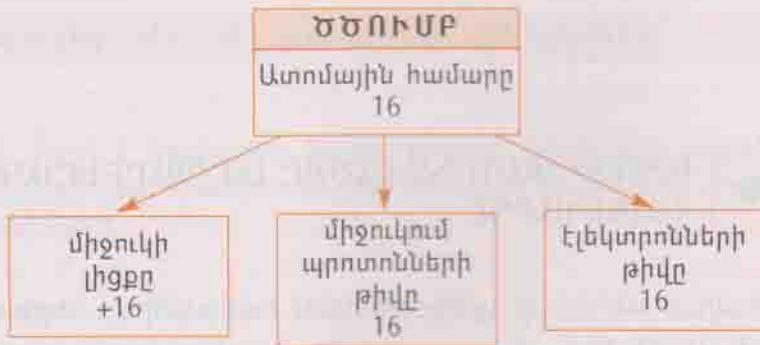 ԾԾՈՒՄԲ
Ատոմային համարը
16
միջուկի
լիցքը
+16
միջուկում
պրոտոնների
թիվը
16
էլեկտրոնների
թիվը
16